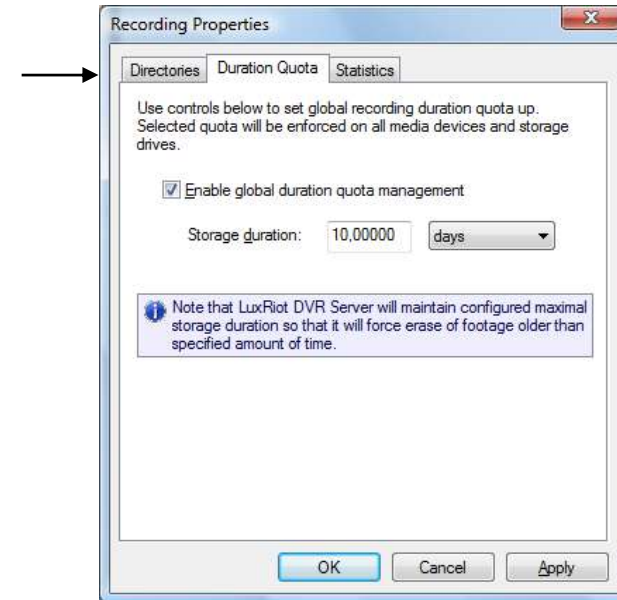 Recording Properties
Directories Duration Quota Statistics
Use controls below to set global recording duration quota up.
Selected quota will be enforced on all media devices and storage
drives.
Enable global duration quota management
Storage duration: 10,00000 days
Note that LuxRiot DVR Server will maintain configured maximal
storage duration so that it will force erase of footage older than
specified amount of time.
OK Cancel Apply